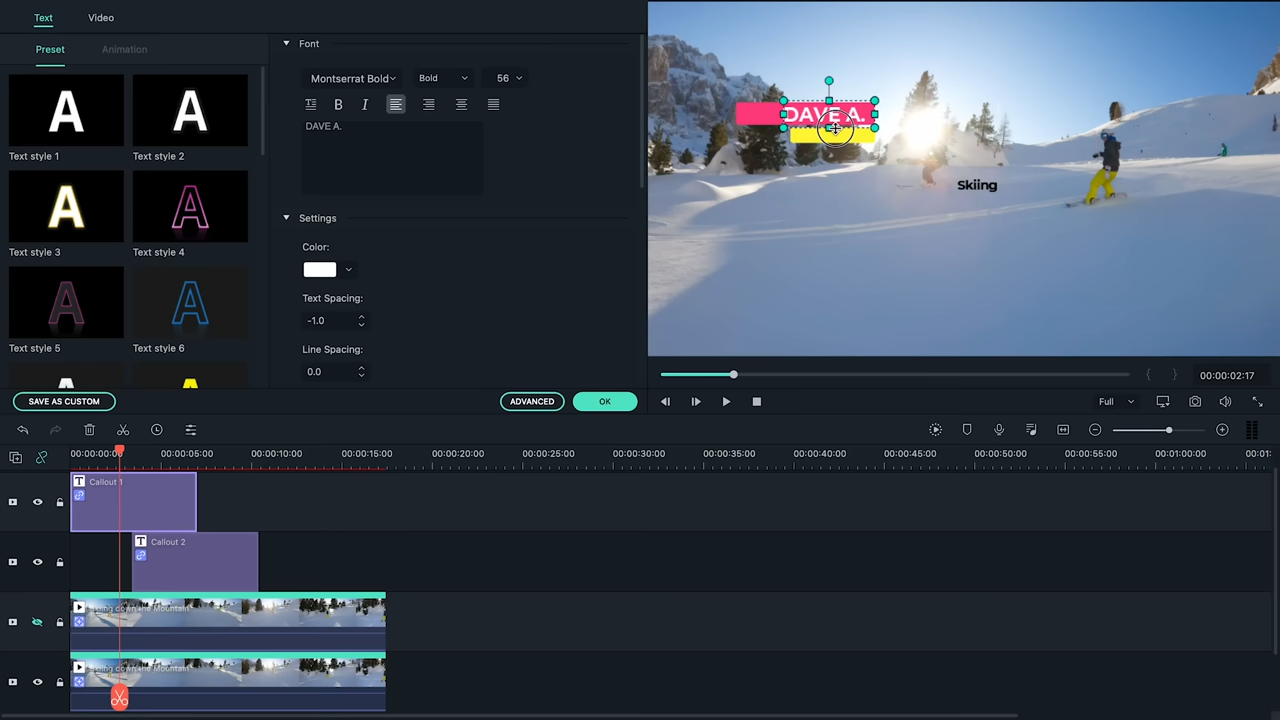 Text Video
Preset Animation
Text style 1
Text style 2
Text style 3
Text style 4
Text style 5
Text style 6
Font
Montserrat Bold Bold 56
B I
DAVE A.
Settings
Color:
Text Spacing:
-1.0
Line Spacing:
0.0
SAVE AS CUSTOM ADVANCED OK
DAVE A.
Skiing
00:00:02:17
Full
00:00:00:00 00:00:05:00 00:00:10:00 00:00:15:00 00:00:20:00 00:00:25:00 00:00:30:00 00:00:35:00 00:00:40:00 00:00:45:00 00:00:50:00 00:00:55:00 00:01:00:00 00:01:
T Callout 1
T Callout 2
Skiing down the Mountain
Skiing down the Mountain